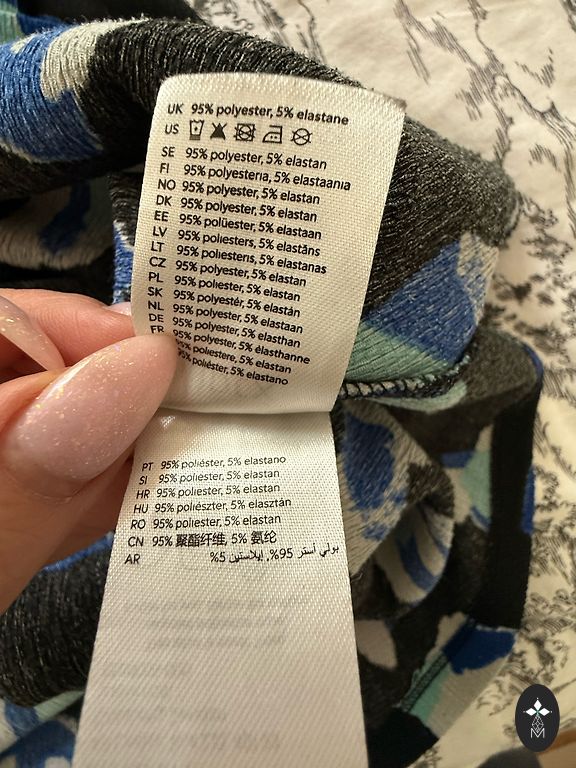 UK 95% polyester, 5% elastane
US
SE 95% polyester, 5% elastan
FI 95% polyesteria, 5% elastaania
NO 95% polyester, 5% elastan
DK 95% polyester, 5% elastan
EE 95% polüester, 5% elastaan
LV 95% poliesters, 5% elastāns
LT 95% poliesteris, 5% elastanas
CZ 95% polyester, 5% elastan
PL 95% poliester, 5% elastan
SK 95% polyestér, 5% elastán
NL 95% polyester, 5% elastaan
DE 95% polyester, 5% elasthan
FR 95% polyester, 5% élasthanne
95% poliestere, 5% elastan
95% poliéster, 5% elastano
PT 95% poliéster, 5% elastano
SI 95% poliester, 5% elastan
HR 95% poliester, 5% elastan
HU 95% poliészter, 5% elasztán
RO 95% poliester, 5% elastan
CN 95% 聚酯纤维, 5% 氨纶
AR بولي أستر 95%, إيلاستين 5%
M